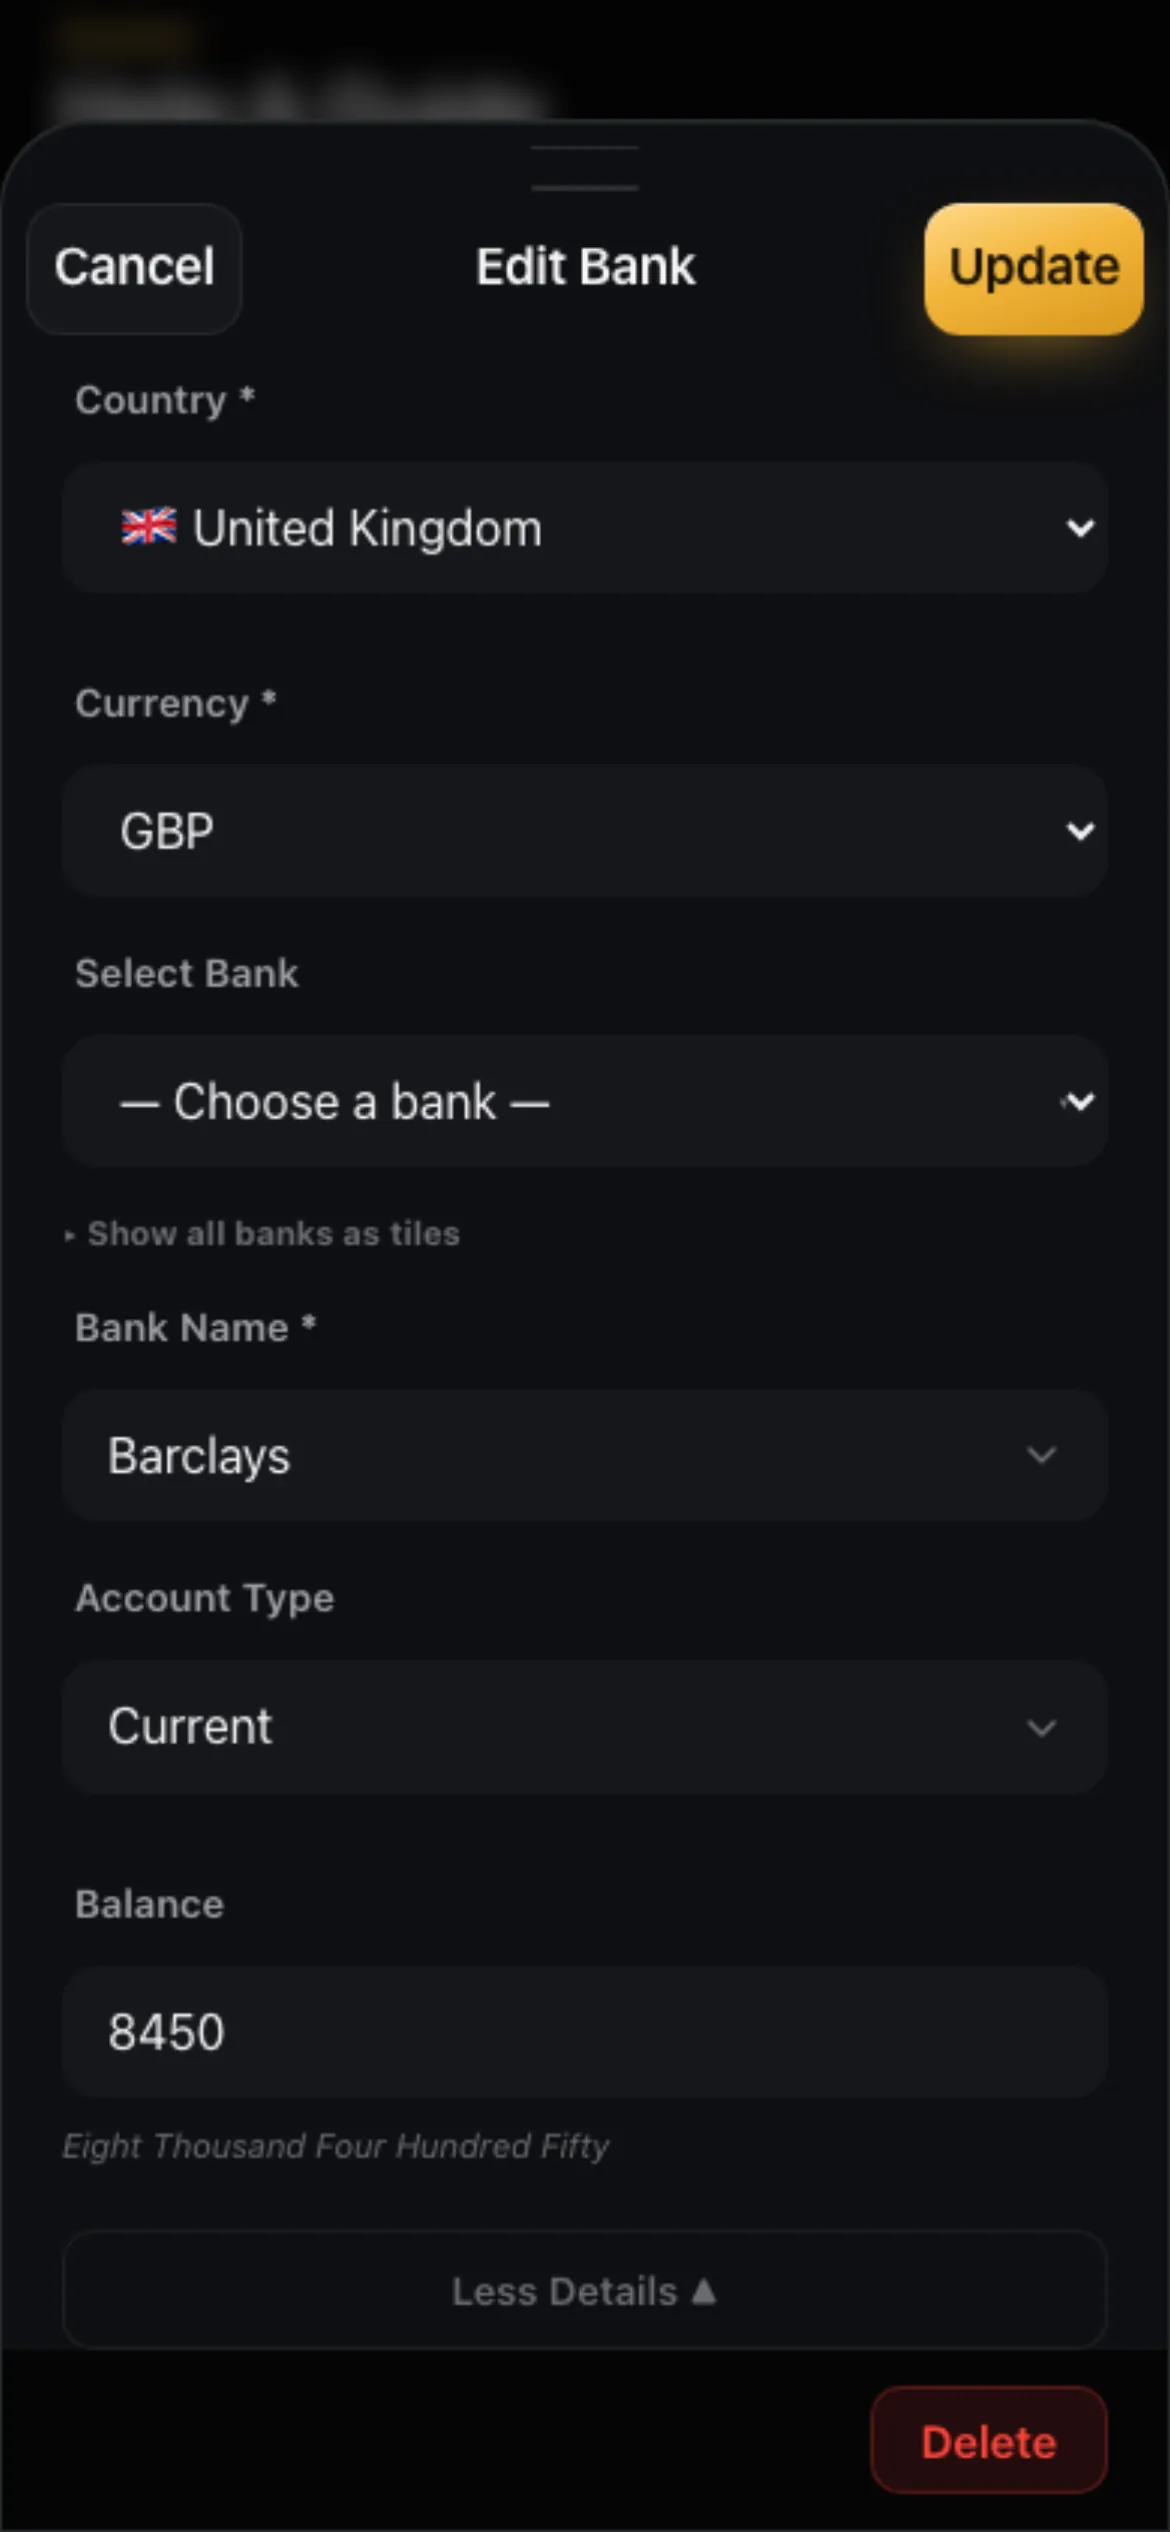 Cancel
Edit Bank
Update
Country *
🇬🇧 United Kingdom
Currency *
GBP
Select Bank
— Choose a bank —
▸ Show all banks as tiles
Bank Name *
Barclays
Account Type
Current
Balance
8450
Eight Thousand Four Hundred Fifty
Less Details ▲
Delete